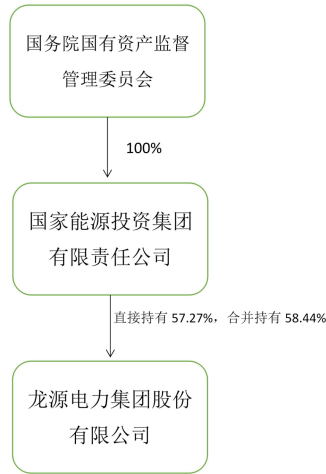 国务院国有资产监督
管理委员会
100%
国家能源投资集团
有限责任公司
直接持有 57.27%，合并持有 58.44%
龙源电力集团股份
有限公司